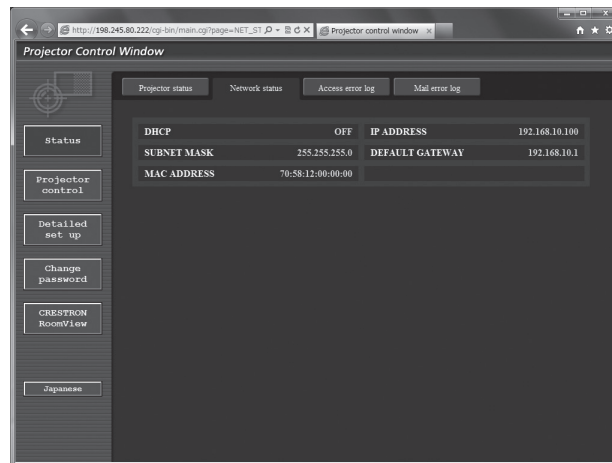 http://198.245.80.222/cgi-bin/main.cgi?page=NET_ST
Projector control window
Projector Control Window
Projector status Network status Access error log Mail error log
Status
Projector control
Detailed set up
Change password
CRESTRON RoomView
Japanese
DHCP OFF IP ADDRESS 192.168.10.100
SUBNET MASK 255.255.255.0 DEFAULT GATEWAY 192.168.10.1
MAC ADDRESS 70:58:12:00:00:00